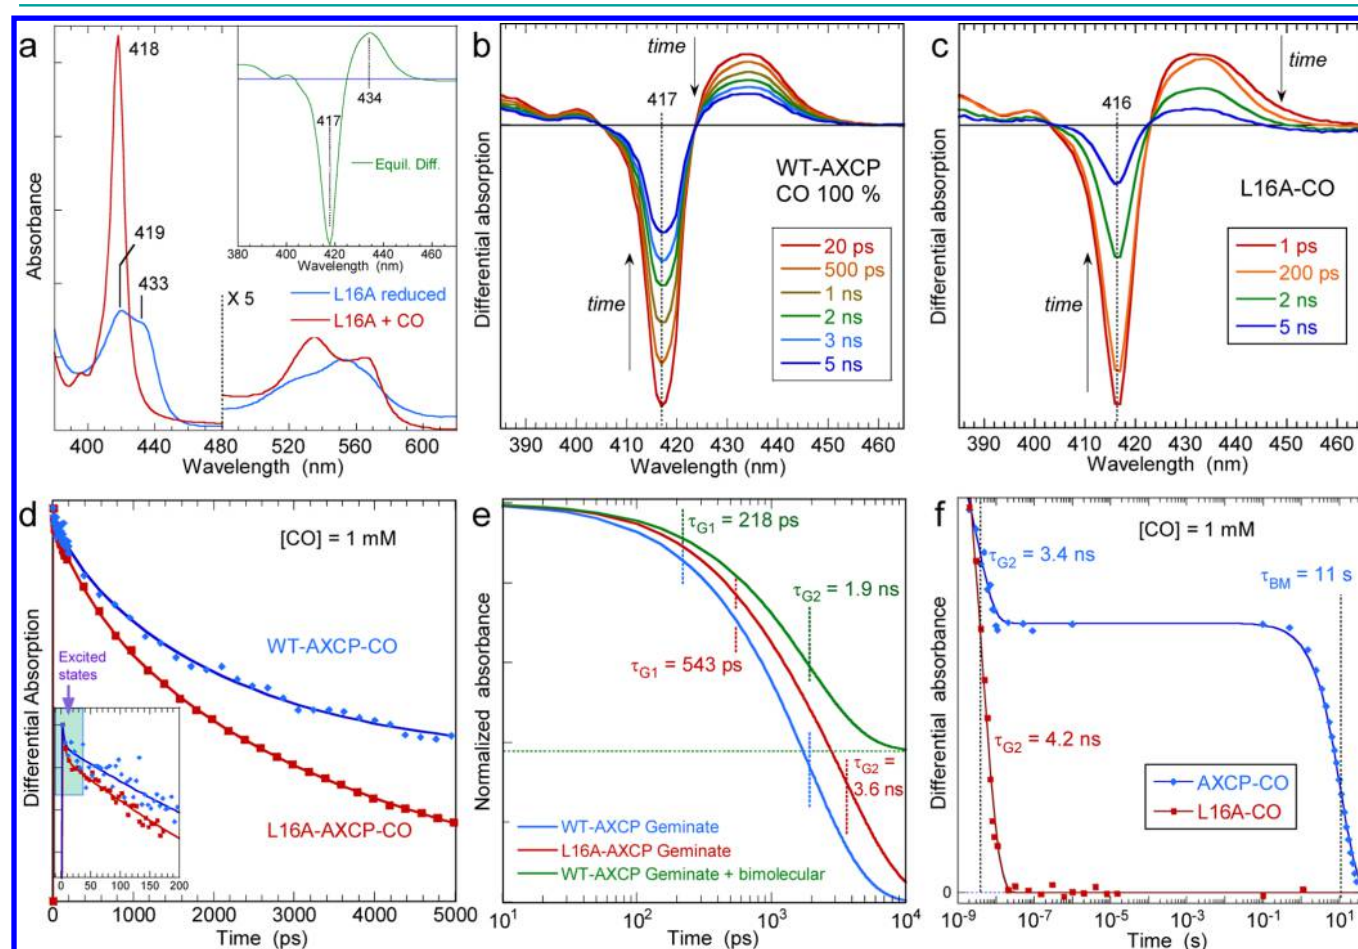 a
418
419
433
X 5
L16A reduced
L16A + CO
Absorbance
400
440
480
520
560
600
Wavelength (nm)
417
434
Equil. Diff.
380
400
420
440
460
Wavelength (nm)
b
time
417
WT-AXCP
CO 100 %
20 ps
500 ps
1 ns
2 ns
3 ns
5 ns
time
Differential absorption
390
400
410
420
430
440
450
460
Wavelength (nm)
c
time
416
L16A-CO
1 ps
200 ps
2 ns
5 ns
time
Differential absorption
390
400
410
420
430
440
450
460
Wavelength (nm)
d
[CO] = 1 mM
WT-AXCP-CO
Excited
states
L16A-AXCP-CO
Differential Absorption
0
50
100
150
200
0
1000
2000
3000
4000
5000
Time (ps)
e
τG1 = 218 ps
τG2 = 1.9 ns
τG1 = 543 ps
τG2 =
3.6 ns
WT-AXCP Geminate
L16A-AXCP Geminate
WT-AXCP Geminate + bimolecular
Normalized absorbance
10¹
10²
10³
10⁴
Time (ps)
f
[CO] = 1 mM
τG2 = 3.4 ns
τBM = 11 s
τG2 = 4.2 ns
AXCP-CO
L16A-CO
Differential absorbance
0
10⁻⁹
10⁻⁷
10⁻⁵
10⁻³
10⁻¹
10¹
Time (s)